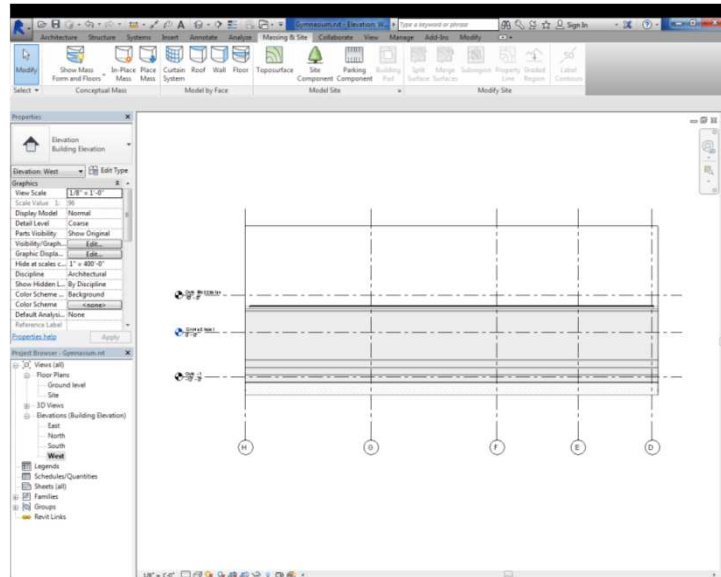 Gymnasium.rvt - Elevation: W...
Type a keyword or phrase
Sign In
Architecture Structure Systems Insert Annotate Analyze Massing & Site Collaborate View Manage Add-Ins Modify
Modify
Show Mass Form and Floors
In-Place Mass
Place Mass
Curtain System
Roof
Wall
Floor
Toposurface
Site Component
Parking Component
Building Pad
Split Surface
Merge Surfaces
Subregion
Property Line
Graded Region
Label Contours
Select
Conceptual Mass
Model by Face
Model Site
Modify Site
Properties
Elevation
Building Elevation
Elevation: West
Edit Type
Graphics
View Scale 1/8" = 1'-0"
Scale Value 1: 96
Display Model Normal
Detail Level Coarse
Parts Visibility Show Original
Visibility/Graph... Edit...
Graphic Displa... Edit...
Hide at scales c... 1" = 400'-0"
Discipline Architectural
Show Hidden L... By Discipline
Color Scheme ... Background
Color Scheme <none>
Default Analysi... None
Reference Label
Properties help
Apply
Project Browser - Gymnasium.rvt
Views (all)
Floor Plans
Ground level
Site
3D Views
Elevations (Building Elevation)
East
North
South
West
Legends
Schedules/Quantities
Sheets (all)
Families
Groups
Revit Links
H G F E D
1/8" = 1'-0"